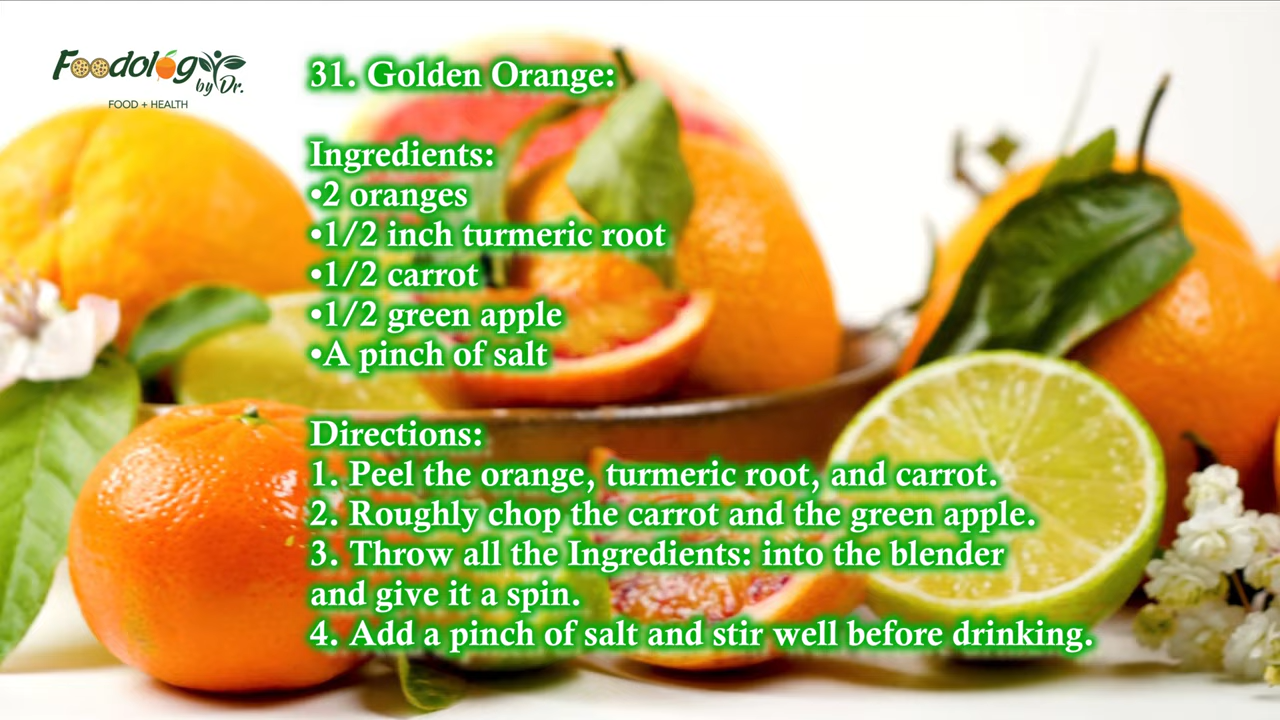 Foodology
by Dr.
FOOD + HEALTH
31. Golden Orange:
Ingredients:
•2 oranges
•1/2 inch turmeric root
•1/2 carrot
•1/2 green apple
•A pinch of salt
Directions:
1. Peel the orange, turmeric root, and carrot.
2. Roughly chop the carrot and the green apple.
3. Throw all the Ingredients: into the blender
and give it a spin.
4. Add a pinch of salt and stir well before drinking.